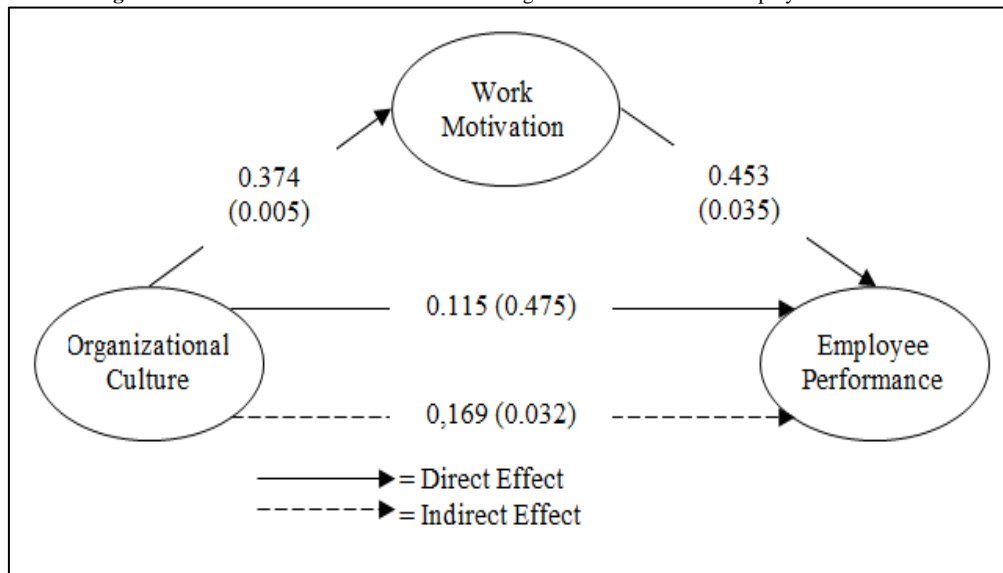 Work
Motivation
0.374
(0.005)
0.453
(0.035)
0.115 (0.475)
Organizational
Culture
Employee
Performance
0,169 (0.032)
= Direct Effect
= Indirect Effect